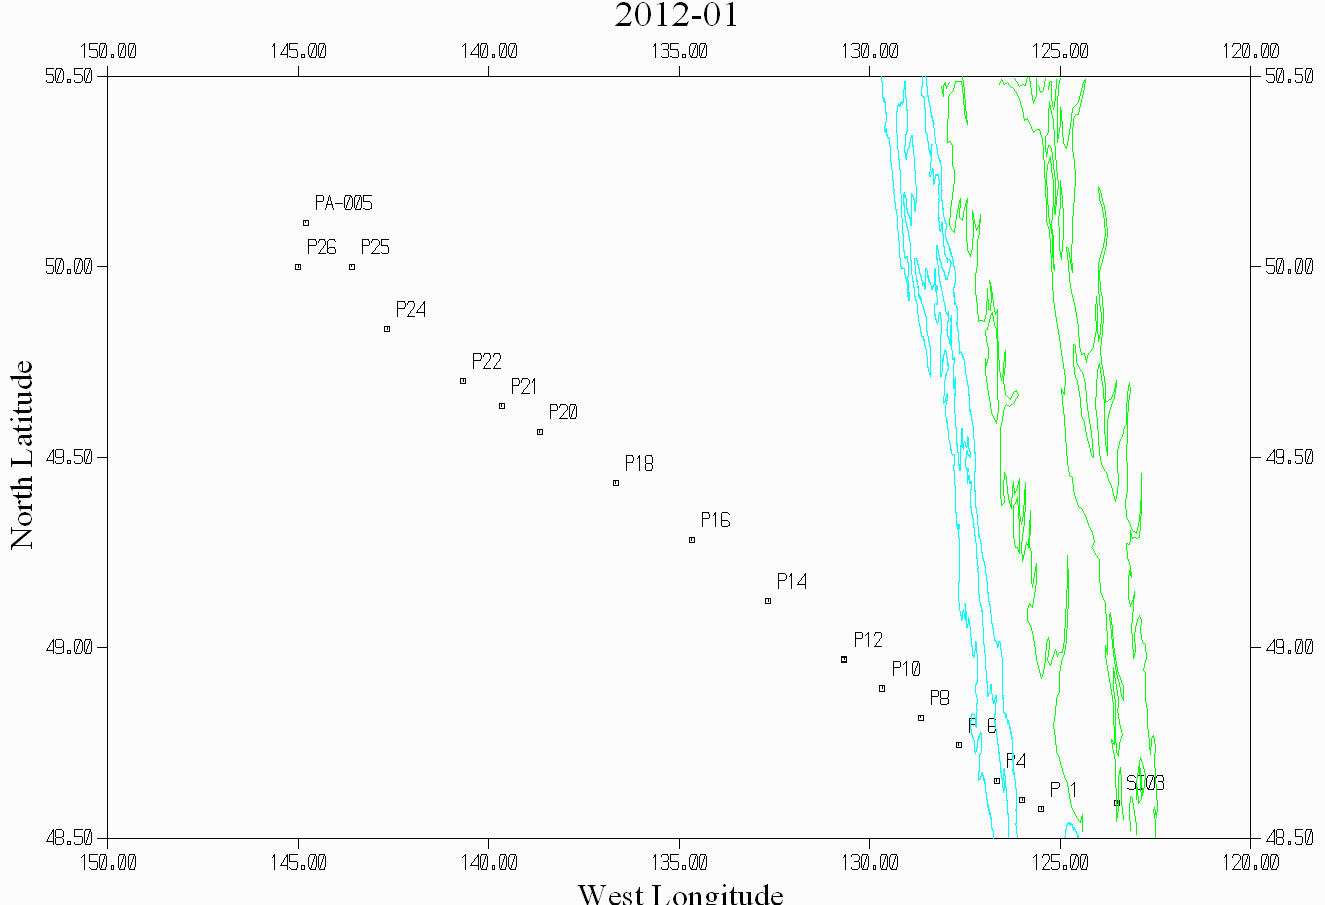 2012-01
150.00 145.00 140.00 135.00 130.00 125.00 120.00
50.50 50.50
PA-005
P26 P25
50.00 50.00
P24
P22
P21
P20
49.50 49.50
P18
P16
P14
49.00 49.00
P12
P10
P8
P 6
P4
P 1 SI03
48.50 48.50
150.00 145.00 140.00 135.00 130.00 125.00 120.00
North Latitude
West Longitude